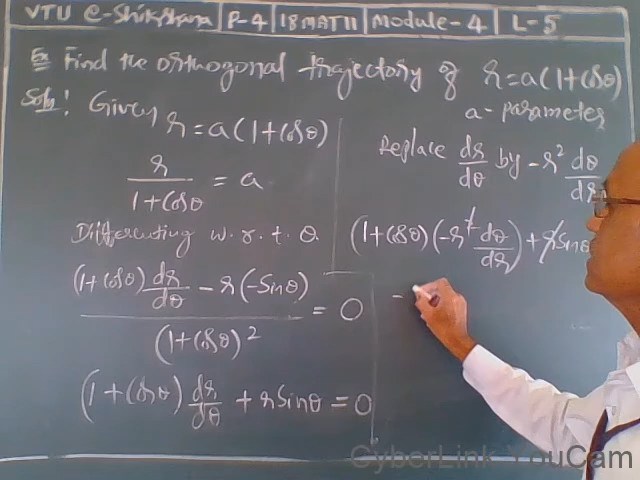 VTU e-Shikshana | P-4 | 18MAT11 | Module-4 | L-5
Ex Find the orthogonal trajectory of r=a(1+cosθ)
a-parameter
Soln: Given r=a(1+cosθ)
r/(1+cosθ) = a
Differenting w.r.t. θ.
((1+cosθ) dr/dθ - r(-sinθ))/(1+cosθ)² = 0
(1+cosθ) dr/dθ + r sinθ = 0
Replace dr/dθ by -r² dθ/dr
(1+cosθ)(-r² dθ/dr) + r sinθ
-
CyberLink YouCam